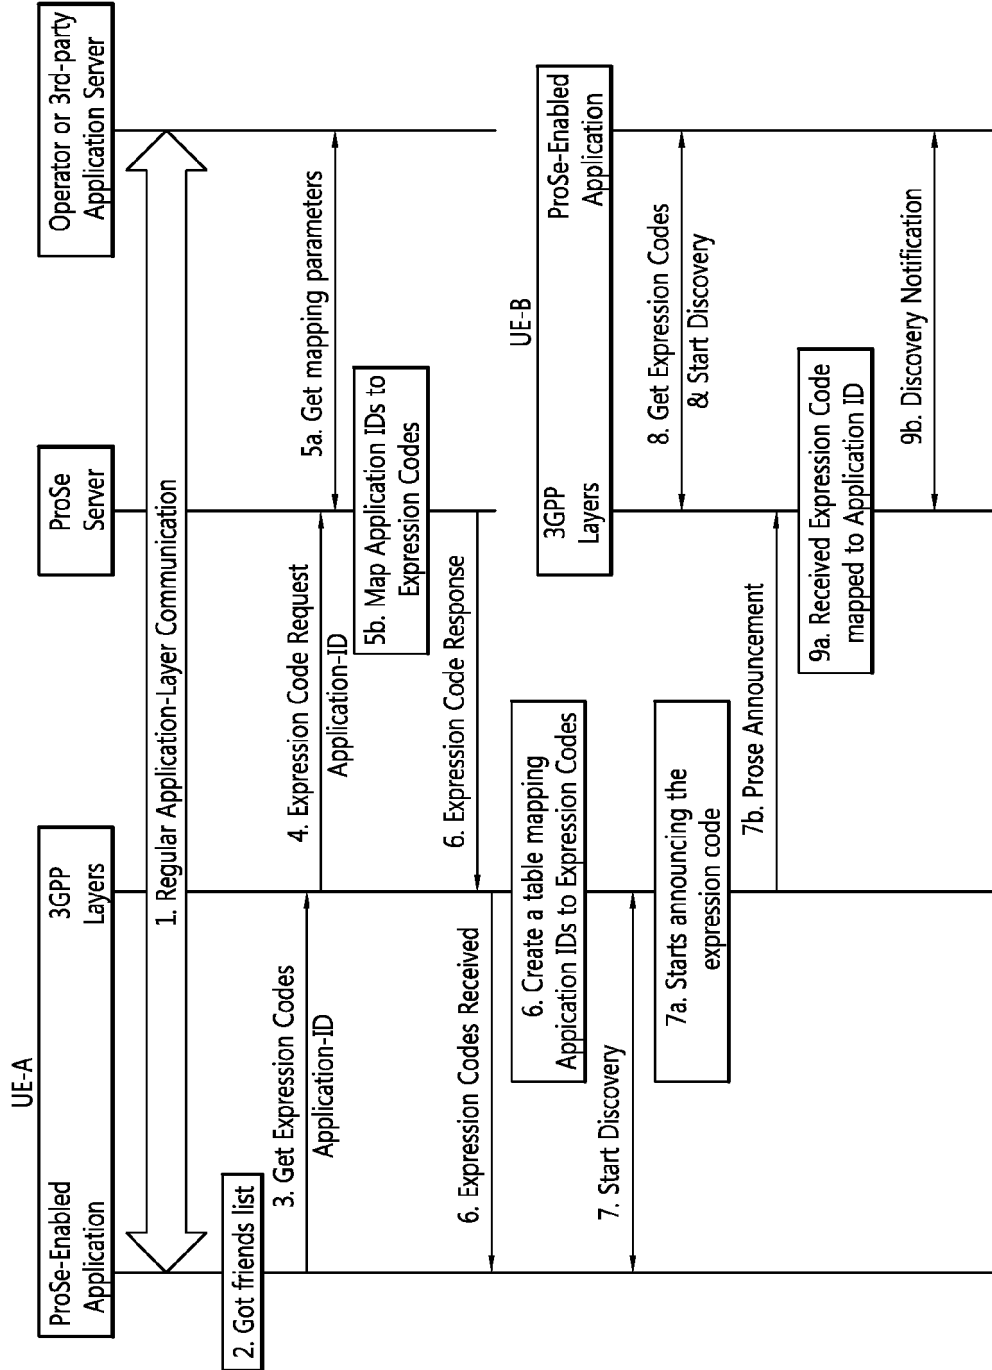 UE-A
ProSe-Enabled
Application
3GPP
Layers
ProSe
Server
Operator or 3rd-party
Application Server
1. Regular Application-Layer Communication
2. Got friends list
3. Get Expression Codes
Application-ID
4. Expression Code Request
Application-ID
5a. Get mapping parameters
5b. Map Application IDs to
Expression Codes
6. Expression Code Response
6. Expression Codes Received
6. Create a table mapping
Appication IDs to Expression Codes
UE-B
3GPP
Layers
ProSe-Enabled
Application
7. Start Discovery
8. Get Expression Codes
& Start Discovery
7a. Starts announcing the
expression code
7b. Prose Announcement
9a. Received Expression Code
mapped to Application ID
9b. Discovery Notification